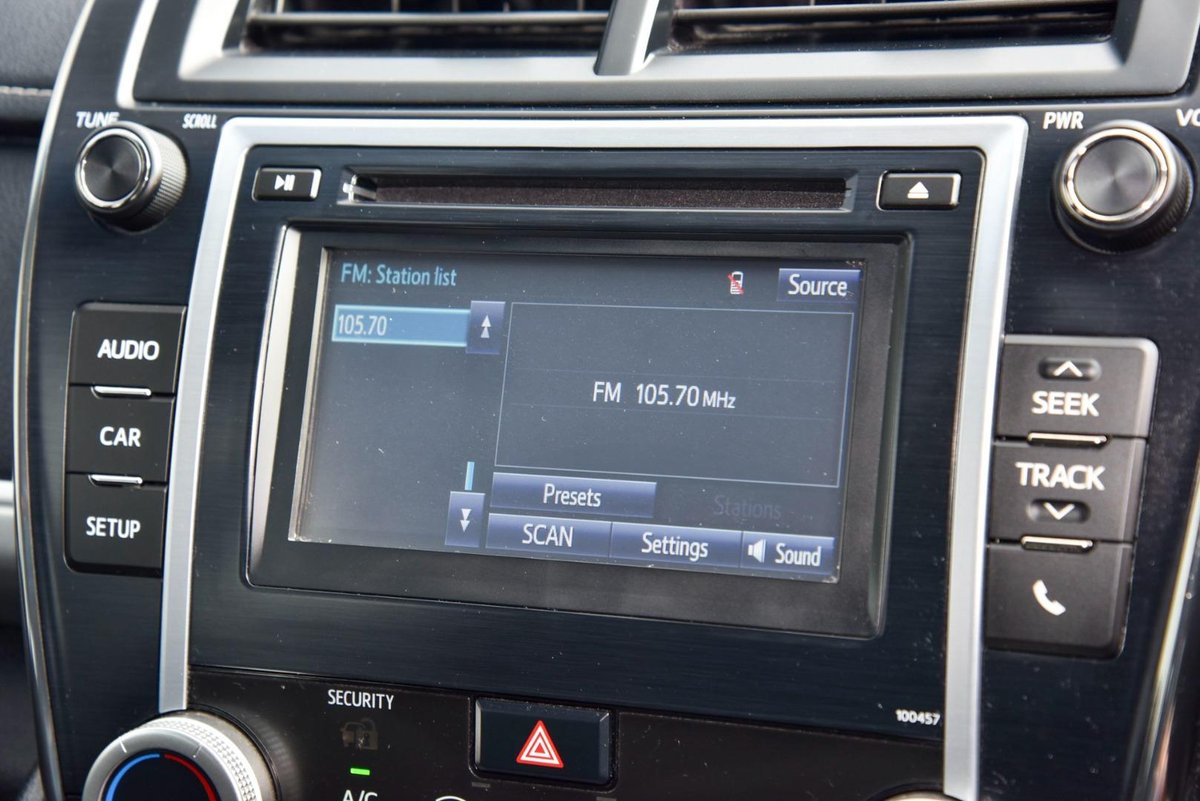 TUNE SCROLL
PWR
AUDIO
CAR
SETUP
FM: Station list
Source
105.70
FM 105.70 MHz
Presets
Stations
SCAN
Settings
Sound
SEEK
TRACK
100457
SECURITY
A/C